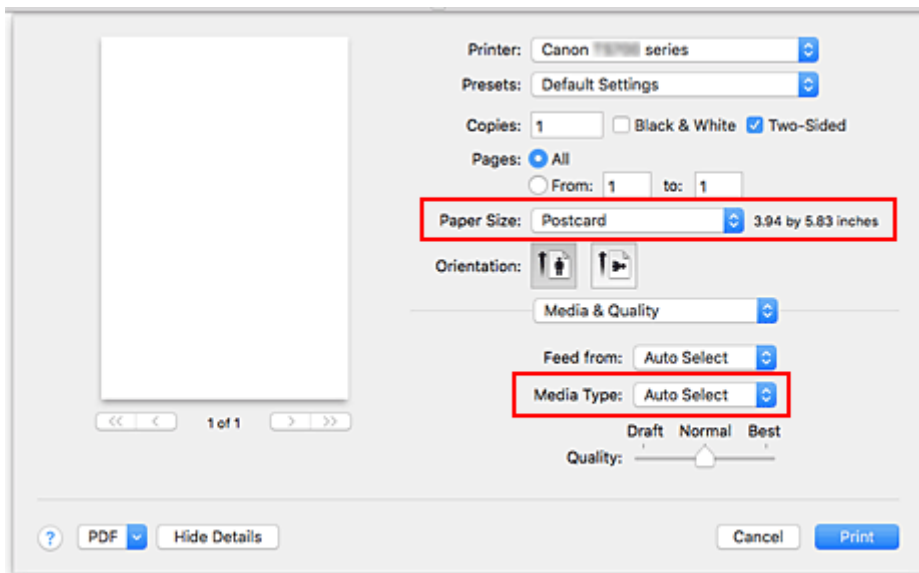 Printer: Canon series
Presets: Default Settings
Copies: 1 Black & White Two-Sided
Pages: All
From: 1 to: 1
Paper Size: Postcard 3.94 by 5.83 inches
Orientation:
Media & Quality
Feed from: Auto Select
Media Type: Auto Select
<< < 1 of 1 > >>
Draft Normal Best
Quality:
? PDF Hide Details Cancel Print